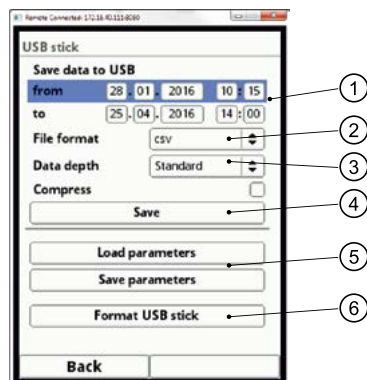 Remote Connected: 172.16.40.111:8080
USB stick
Save data to USB
from 28 . 01 . 2016 10 : 15
to 25 . 04 . 2016 14 : 00
File format csv
Data depth Standard
Compress
Save
Load parameters
Save parameters
Format USB stick
Back
1
2
3
4
5
6